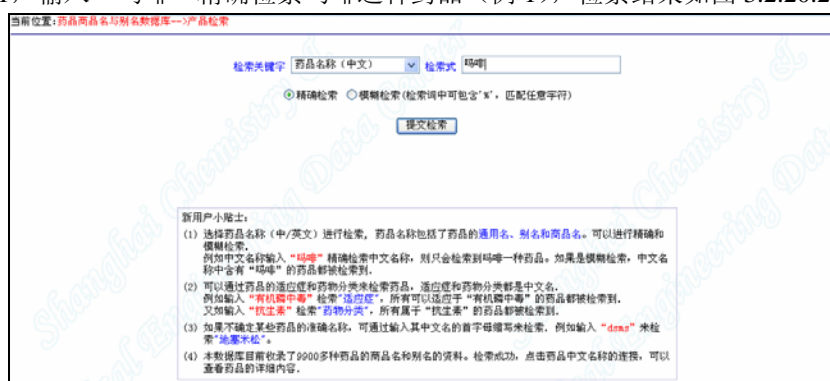 当前位置:药品商品名与别名数据库-->产品检索
检索关键字 药品名称（中文） 检索式 吗啡
精确检索 模糊检索(检索词中可包含'%'，匹配任意字符)
提交检索
新用户小贴士:
(1) 选择药品名称（中/英文）进行检索，药品名称包括了药品的通用名、别名和商品名。可以进行精确和
模糊检索.
例如中文名称输入 "吗啡" 精确检索中文名称，则只会检索到吗啡一种药品。如果是模糊检索，中文名
称中含有 "吗啡" 的药品都被检索到.
(2) 可以通过药品的适应症和药物分类来检索药品，适应症和药物分类都是中文名.
例如输入 "有机磷中毒" 检索"适应症"，所有可以适应于 "有机磷中毒" 的药品都被检索到.
又如输入 "抗生素" 检索"药物分类"，所有属于 "抗生素" 的药品都被检索到.
(3) 如果不确定某些药品的准确名称，可通过输入其中文名的首字母缩写来检索. 例如输入 "dsms" 来检
索"地塞米松"。
(4) 本数据库目前收录了9900多种药品的商品名和别名的资料。检索成功，点击药品中文名称的连接，可以
查看药品的详细内容.
Shanghai Chemistry
Chemical Engineering Data Center